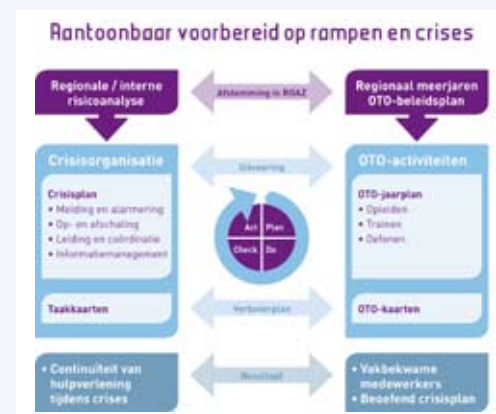 Aantoonbaar voorbereid op rampen en crises
Regionale / interne
risicoanalyse
Afstemming in ROAZ
Regionaal meerjaren
OTO-beleidsplan
Crisisorganisatie
Crisisplan
• Melding en alarmering
• Op- en afschaling
• Leiding en coördinatie
• Informatiemanagement
Taakkaarten
Uitvoering
Act
Plan
Check
Do
Verbeterplan
OTO-activiteiten
OTO-jaarplan
• Opleiden
• Trainen
• Oefenen
OTO-kaarten
• Continuïteit van
hulpverlening
tijdens crises
Resultaat
• Vakbekwame
medewerkers
• Beoefend crisisplan